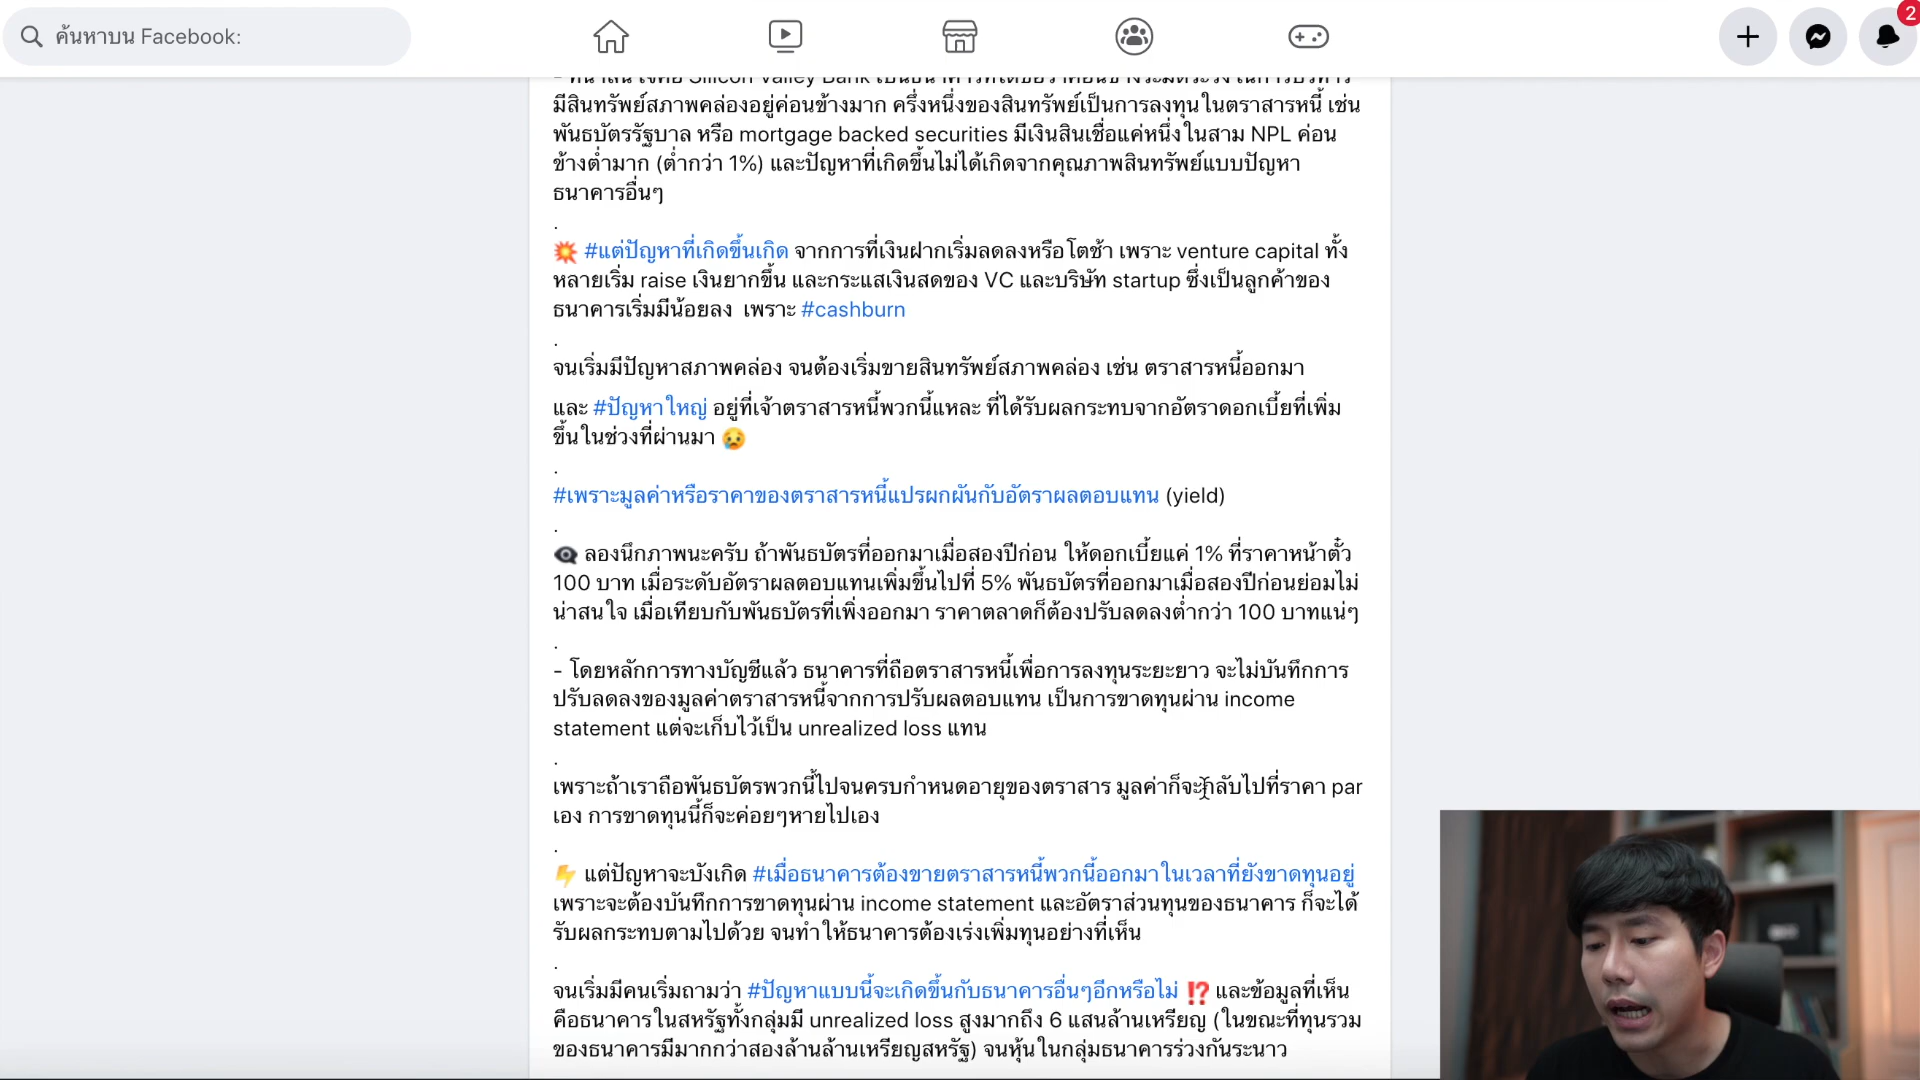 ค้นหาบน Facebook:
2
Silicon Valley Bank
มีสินทรัพย์สภาพคล่องอยู่ค่อนข้างมาก ครึ่งหนึ่งของสินทรัพย์เป็นการลงทุนในตราสารหนี้ เช่น
พันธบัตรรัฐบาล หรือ mortgage backed securities มีเงินสินเชื่อแค่หนึ่งในสาม NPL ค่อน
ข้างต่ำมาก (ต่ำกว่า 1%) และปัญหาที่เกิดขึ้นไม่ได้เกิดจากคุณภาพสินทรัพย์แบบปัญหา
ธนาคารอื่นๆ
.
💥 #แต่ปัญหาที่เกิดขึ้นเกิด จากการที่เงินฝากเริ่มลดลงหรือโตช้า เพราะ venture capital ทั้ง
หลายเริ่ม raise เงินยากขึ้น และกระแสเงินสดของ VC และบริษัท startup ซึ่งเป็นลูกค้าของ
ธนาคารเริ่มมีน้อยลง เพราะ #cashburn
.
จนเริ่มมีปัญหาสภาพคล่อง จนต้องเริ่มขายสินทรัพย์สภาพคล่อง เช่น ตราสารหนี้ออกมา
และ #ปัญหาใหญ่ อยู่ที่เจ้าตราสารหนี้พวกนี้แหละ ที่ได้รับผลกระทบจากอัตราดอกเบี้ยที่เพิ่ม
ขึ้นในช่วงที่ผ่านมา 😥
.
#เพราะมูลค่าหรือราคาของตราสารหนี้แปรผกผันกับอัตราผลตอบแทน (yield)
.
👁‍🗨 ลองนึกภาพนะครับ ถ้าพันธบัตรที่ออกมาเมื่อสองปีก่อน ให้ดอกเบี้ยแค่ 1% ที่ราคาหน้าตั๋ว
100 บาท เมื่อระดับอัตราผลตอบแทนเพิ่มขึ้นไปที่ 5% พันธบัตรที่ออกมาเมื่อสองปีก่อนย่อมไม่
น่าสนใจ เมื่อเทียบกับพันธบัตรที่เพิ่งออกมา ราคาตลาดก็ต้องปรับลดลงต่ำกว่า 100 บาทแน่ๆ
.
- โดยหลักการทางบัญชีแล้ว ธนาคารที่ถือตราสารหนี้เพื่อการลงทุนระยะยาว จะไม่บันทึกการ
ปรับลดลงของมูลค่าตราสารหนี้จากการปรับผลตอบแทน เป็นการขาดทุนผ่าน income
statement แต่จะเก็บไว้เป็น unrealized loss แทน
.
เพราะถ้าเราถือพันธบัตรพวกนี้ไปจนครบกำหนดอายุของตราสาร มูลค่าก็จะกลับไปที่ราคา par
เอง การขาดทุนนี้ก็จะค่อยๆหายไปเอง
.
⚡ แต่ปัญหาจะบังเกิด #เมื่อธนาคารต้องขายตราสารหนี้พวกนี้ออกมาในเวลาที่ยังขาดทุนอยู่
เพราะจะต้องบันทึกการขาดทุนผ่าน income statement และอัตราส่วนทุนของธนาคาร ก็จะได้
รับผลกระทบตามไปด้วย จนทำให้ธนาคารต้องเร่งเพิ่มทุนอย่างที่เห็น
.
จนเริ่มมีคนเริ่มถามว่า #ปัญหาแบบนี้จะเกิดขึ้นกับธนาคารอื่นๆอีกหรือไม่ ⁉️ และข้อมูลที่เห็น
คือธนาคารในสหรัฐทั้งกลุ่มมี unrealized loss สูงมากถึง 6 แสนล้านเหรียญ (ในขณะที่ทุนรวม
ของธนาคารมีมากกว่าสองล้านล้านเหรียญสหรัฐ) จนหุ้นในกลุ่มธนาคารร่วงกันระนาว